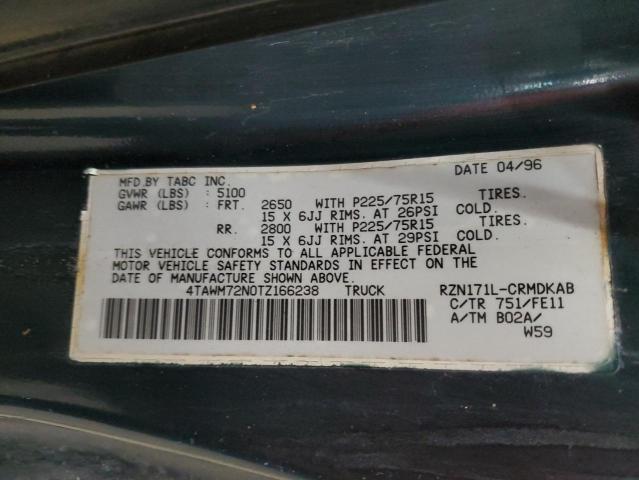 MFD.BY TABC INC. DATE 04/96
GVWR (LBS) : 5100
GAWR (LBS) : FRT. 2650 WITH P225/75R15 TIRES.
15 X 6JJ RIMS. AT 26PSI COLD.
RR. 2800 WITH P225/75R15 TIRES.
15 X 6JJ RIMS. AT 29PSI COLD.
THIS VEHICLE CONFORMS TO ALL APPLICABLE FEDERAL
MOTOR VEHICLE SAFETY STANDARDS IN EFFECT ON THE
DATE OF MANUFACTURE SHOWN ABOVE.
4TAWM72N0TZ166238 TRUCK RZN171L-CRMDKAB
C/TR 751/FE11
A/TM B02A/
W59